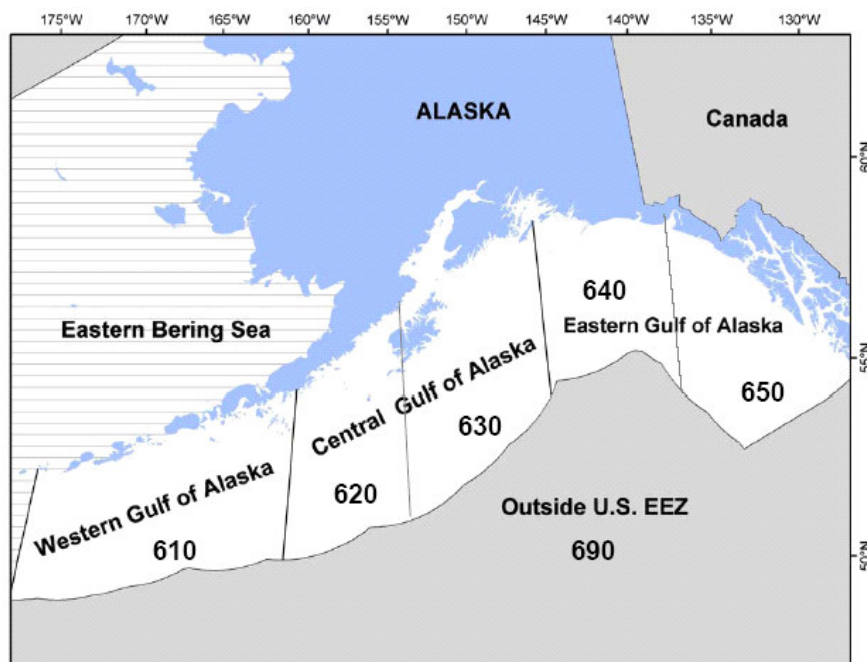 175°W 170°W 165°W 160°W 155°W 150°W 145°W 140°W 135°W 130°W
ALASKA
Canada
60°N
640
Eastern Bering Sea
Eastern Gulf of Alaska
55°N
650
Central Gulf of Alaska
630
620
Western Gulf of Alaska
610
Outside U.S. EEZ
690
50°N